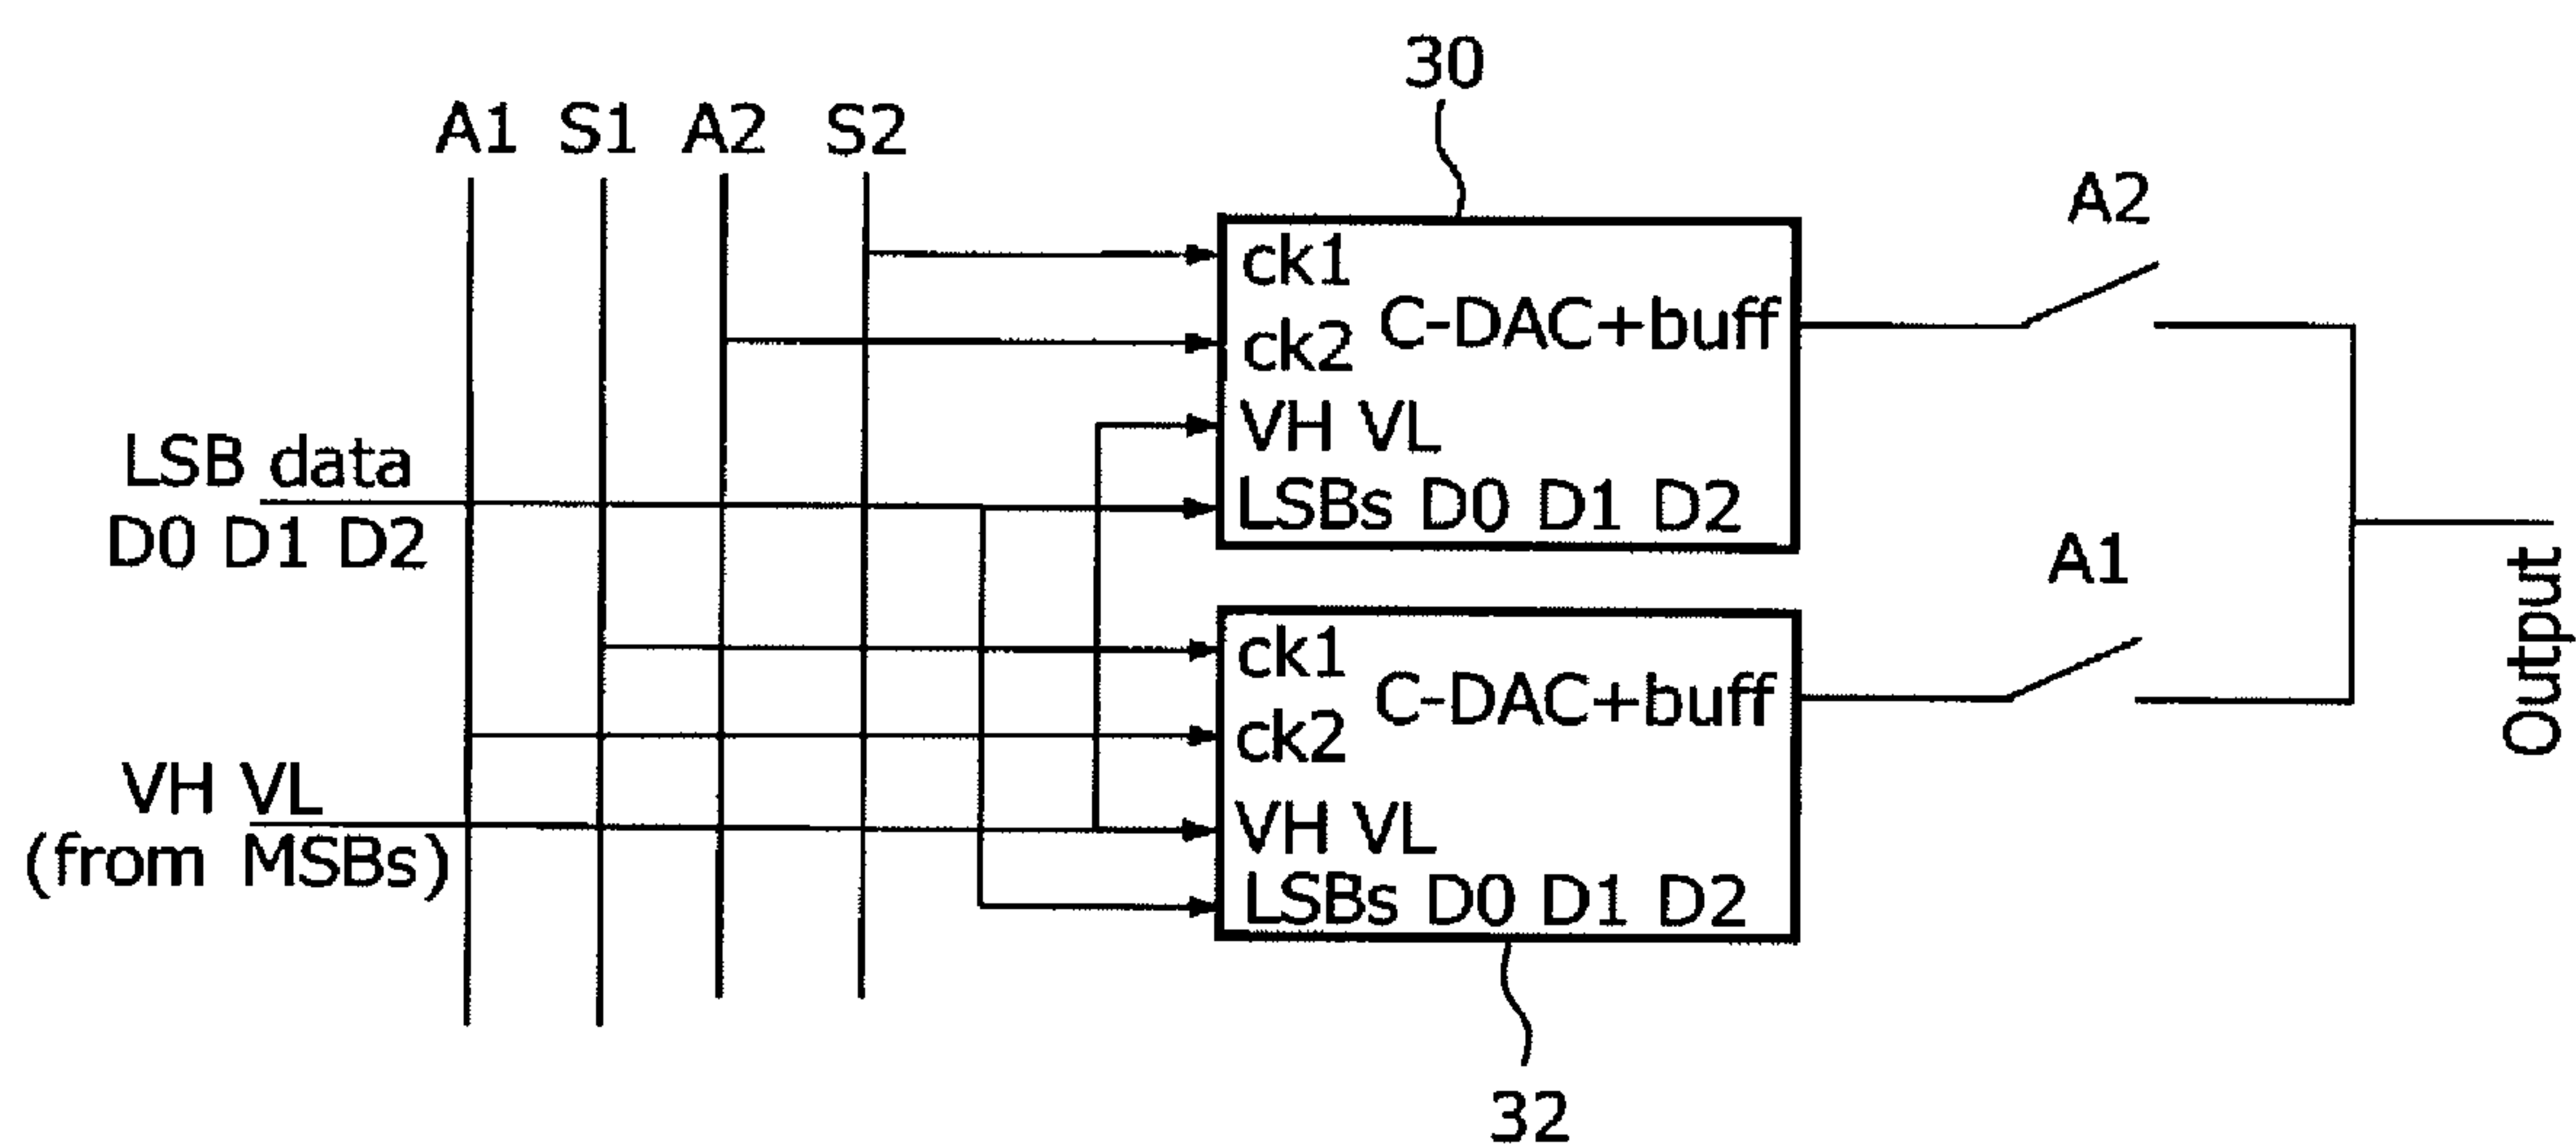 30
A1 S1 A2 S2
A2
ck1
C-DAC+buff
ck2
VH VL
LSBs D0 D1 D2
LSB data
D0 D1 D2
A1
ck1
C-DAC+buff
ck2
VH VL
LSBs D0 D1 D2
VH VL
(from MSBs)
Output
32